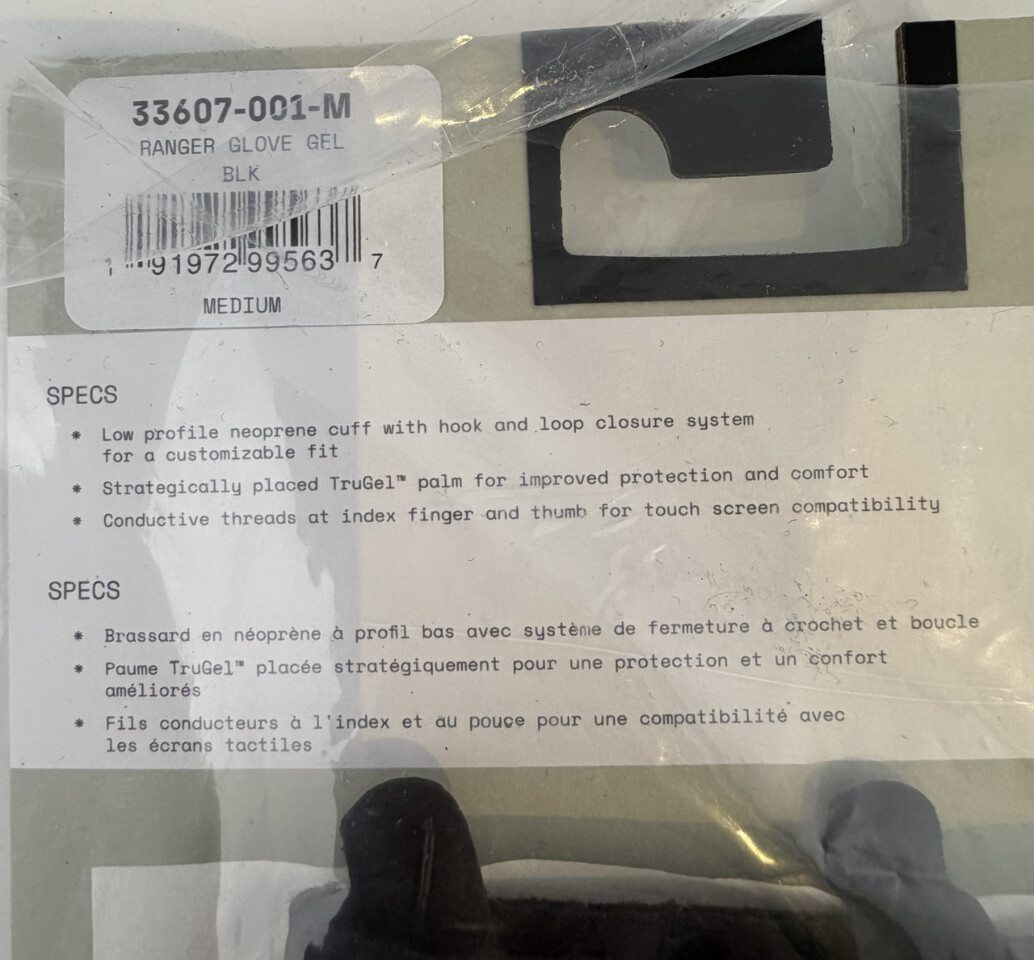 33607-001-M
RANGER GLOVE GEL
BLK
1 91972 99563 7
MEDIUM
SPECS
* Low profile neoprene cuff with hook and loop closure system
for a customizable fit
* Strategically placed TruGel™ palm for improved protection and comfort
* Conductive threads at index finger and thumb for touch screen compatibility
SPECS
* Brassard en néoprène à profil bas avec système de fermeture à crochet et boucle
* Paume TruGel™ placée stratégiquement pour une protection et un confort
améliorés
* Fils conducteurs à l'index et au pouce pour une compatibilité avec
les écrans tactiles